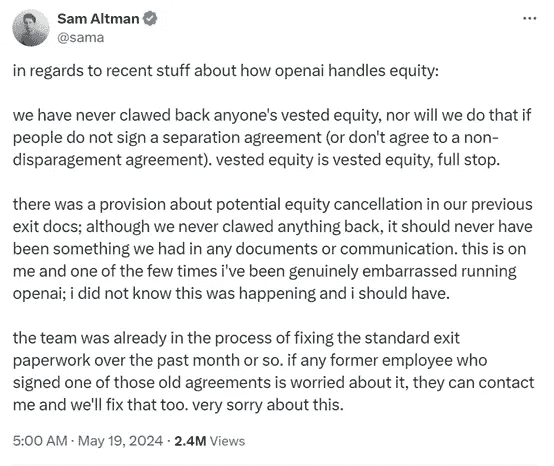 Sam Altman
@sama
in regards to recent stuff about how openai handles equity:
we have never clawed back anyone's vested equity, nor will we do that if
people do not sign a separation agreement (or don't agree to a non-
disparagement agreement). vested equity is vested equity, full stop.
there was a provision about potential equity cancellation in our previous
exit docs; although we never clawed anything back, it should never have
been something we had in any documents or communication. this is on
me and one of the few times i've been genuinely embarrassed running
openai; i did not know this was happening and i should have.
the team was already in the process of fixing the standard exit
paperwork over the past month or so. if any former employee who
signed one of those old agreements is worried about it, they can contact
me and we'll fix that too. very sorry about this.
5:00 AM · May 19, 2024 · 2.4M Views